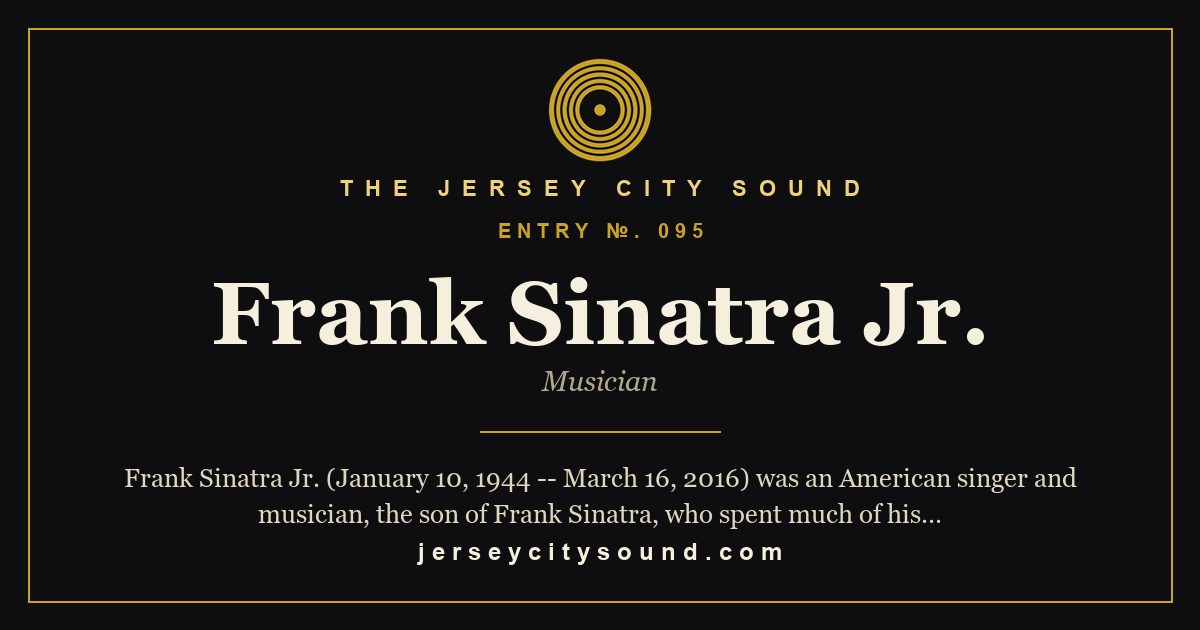 THE JERSEY CITY SOUND
ENTRY №. 095
Frank Sinatra Jr.
Musician
Frank Sinatra Jr. (January 10, 1944 -- March 16, 2016) was an American singer and
musician, the son of Frank Sinatra, who spent much of his...
jerseycitysound.com